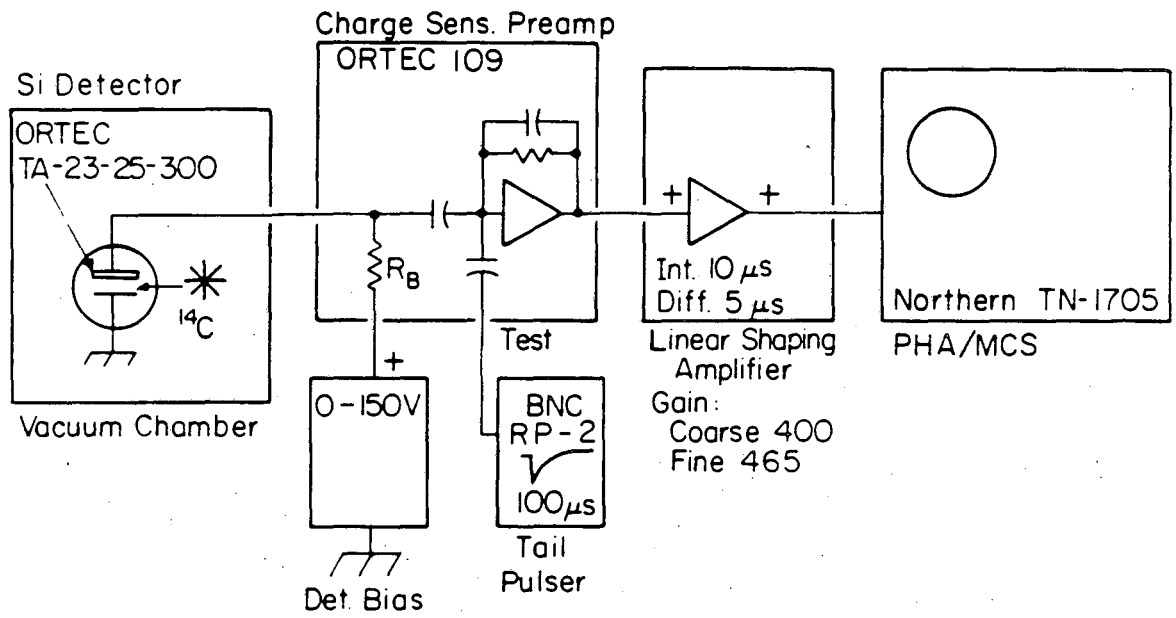 Charge Sens. Preamp
ORTEC 109
Si Detector
ORTEC
TA-23-25-300
14C
Vacuum Chamber
RB
Test
+
0-150V
Det. Bias
BNC
RP-2
100µs
Tail
Pulser
+ +
Int. 10 µs
Diff. 5 µs
Linear Shaping
Amplifier
Gain:
Coarse 400
Fine 465
Northern TN-1705
PHA/MCS